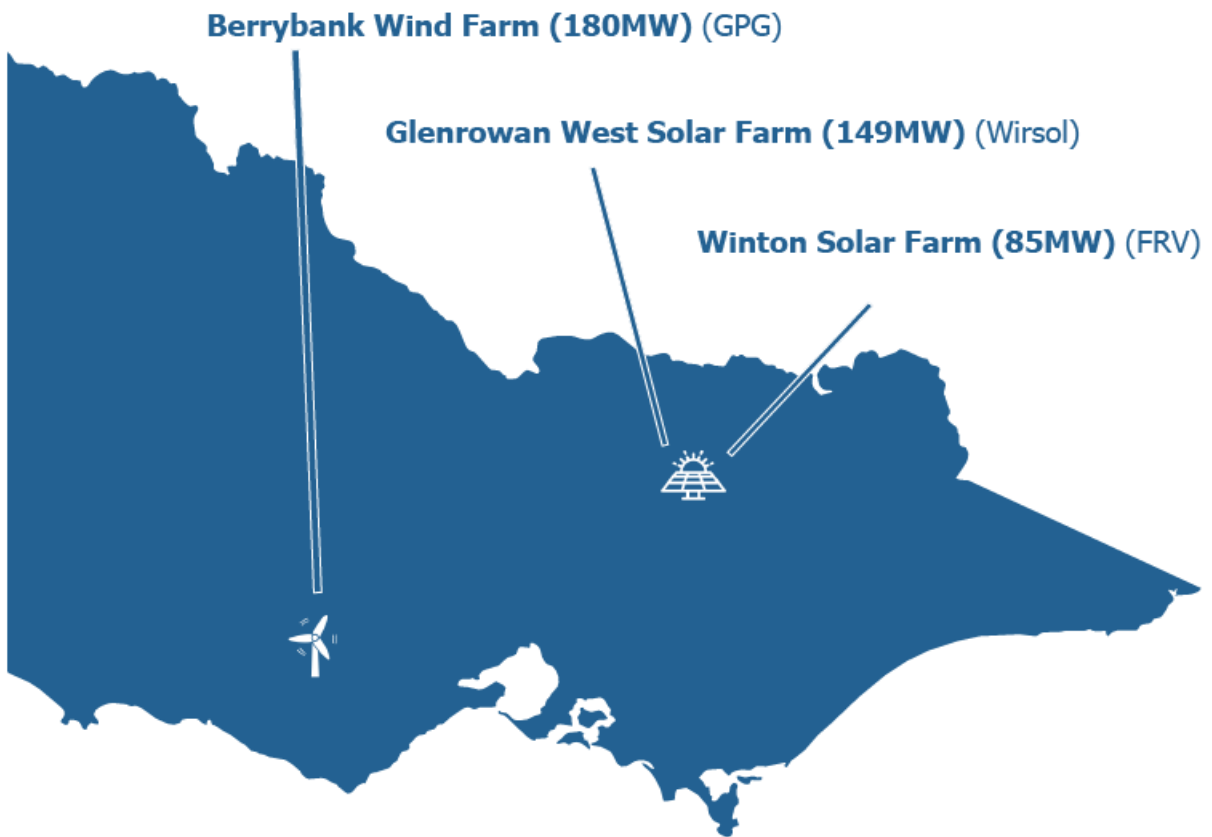 Berrybank Wind Farm (180MW) (GPG)
Glenrowan West Solar Farm (149MW) (Wirsol)
Winton Solar Farm (85MW) (FRV)